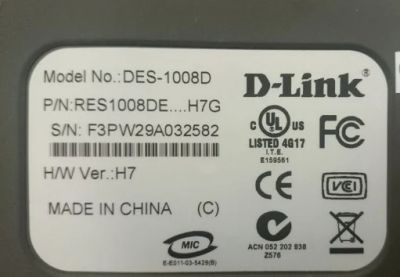 Model No.:DES-1008D
D-Link®
P/N:RES1008DE....H7G
S/N: F3PW29A032582
C UL US
LISTED 4G17
I.T.E.
E159561
FC
H/W Ver.:H7
CE
VCI
MADE IN CHINA (C)
MIC
E-E011-03-5429(B)
N
ACN 052 202 838
Z576